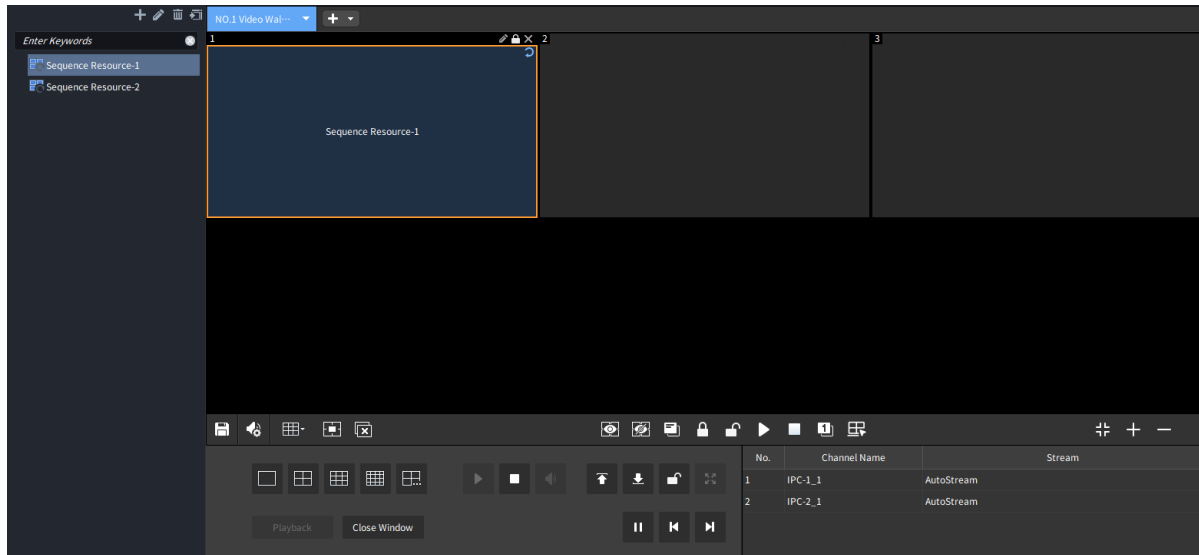 NO.1 Video Wal···
Enter Keywords
1
2
3
Sequence Resource-1
Sequence Resource-2
Sequence Resource-1
1
No. Channel Name Stream
1 IPC-1_1 AutoStream
2 IPC-2_1 AutoStream
Playback Close Window